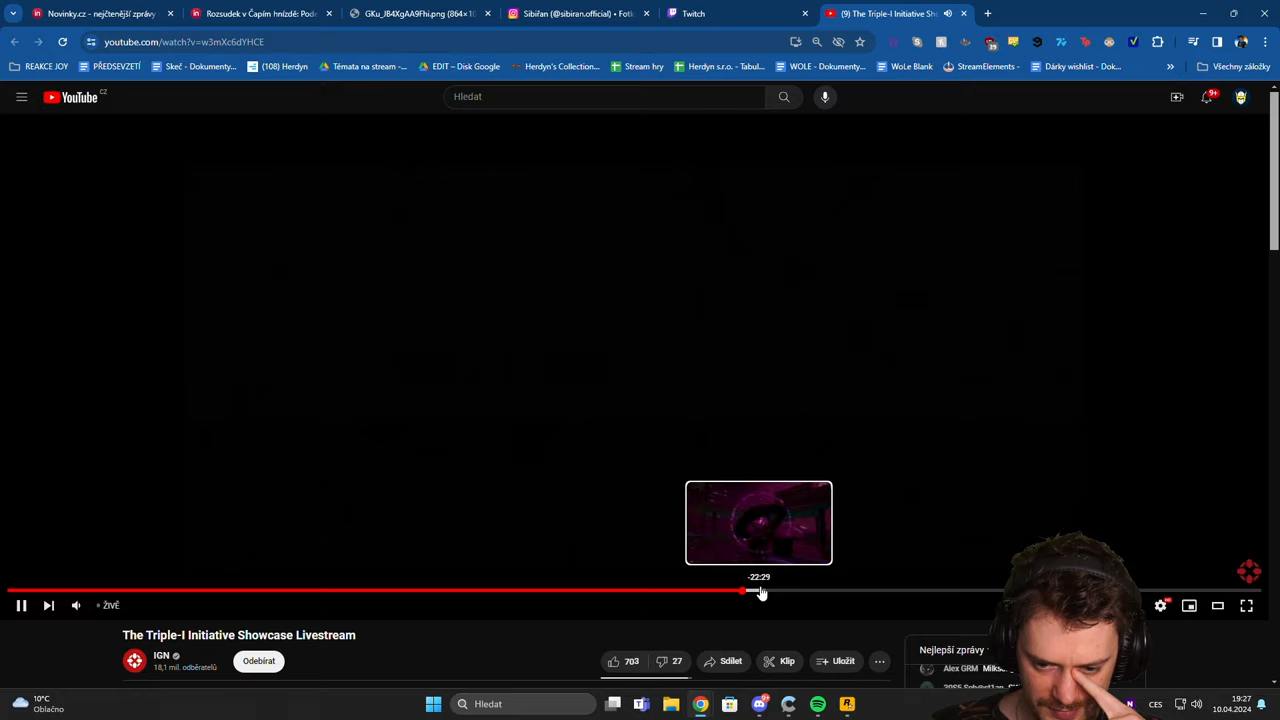 Novinky.cz - nejčtenější zprávy
Rozsudek v Čapím hnízdě: Pod
GKu_JB4XgAA9Fhi.png (864×10
Sibiřan (@sibiran.official) • Fotk
Twitch
(9) The Triple-I Initiative Sh
youtube.com/watch?v=w3mXc6dYHCE
REAKCE JOY
PŘEDSEVZETÍ
Skeč - Dokumenty...
(108) Herdyn
Témata na stream -...
EDIT – Disk Google
Herdyn's Collection...
Stream hry
Herdyn s.r.o. - Tabul...
WOLE - Dokumenty...
WoLe Blank
StreamElements -
Dárky wishlist - Dok...
Všechny záložky
YouTube CZ
Hledat
9+
-22:29
ŽIVĚ
The Triple-I Initiative Showcase Livestream
IGN
18,1 mil. odběratelů
Odebírat
703
27
Sdílet
Klip
Uložit
Nejlepší zprávy
Alex GRM
10°C
Oblačno
Hledat
CES
19:27
10.04.2024